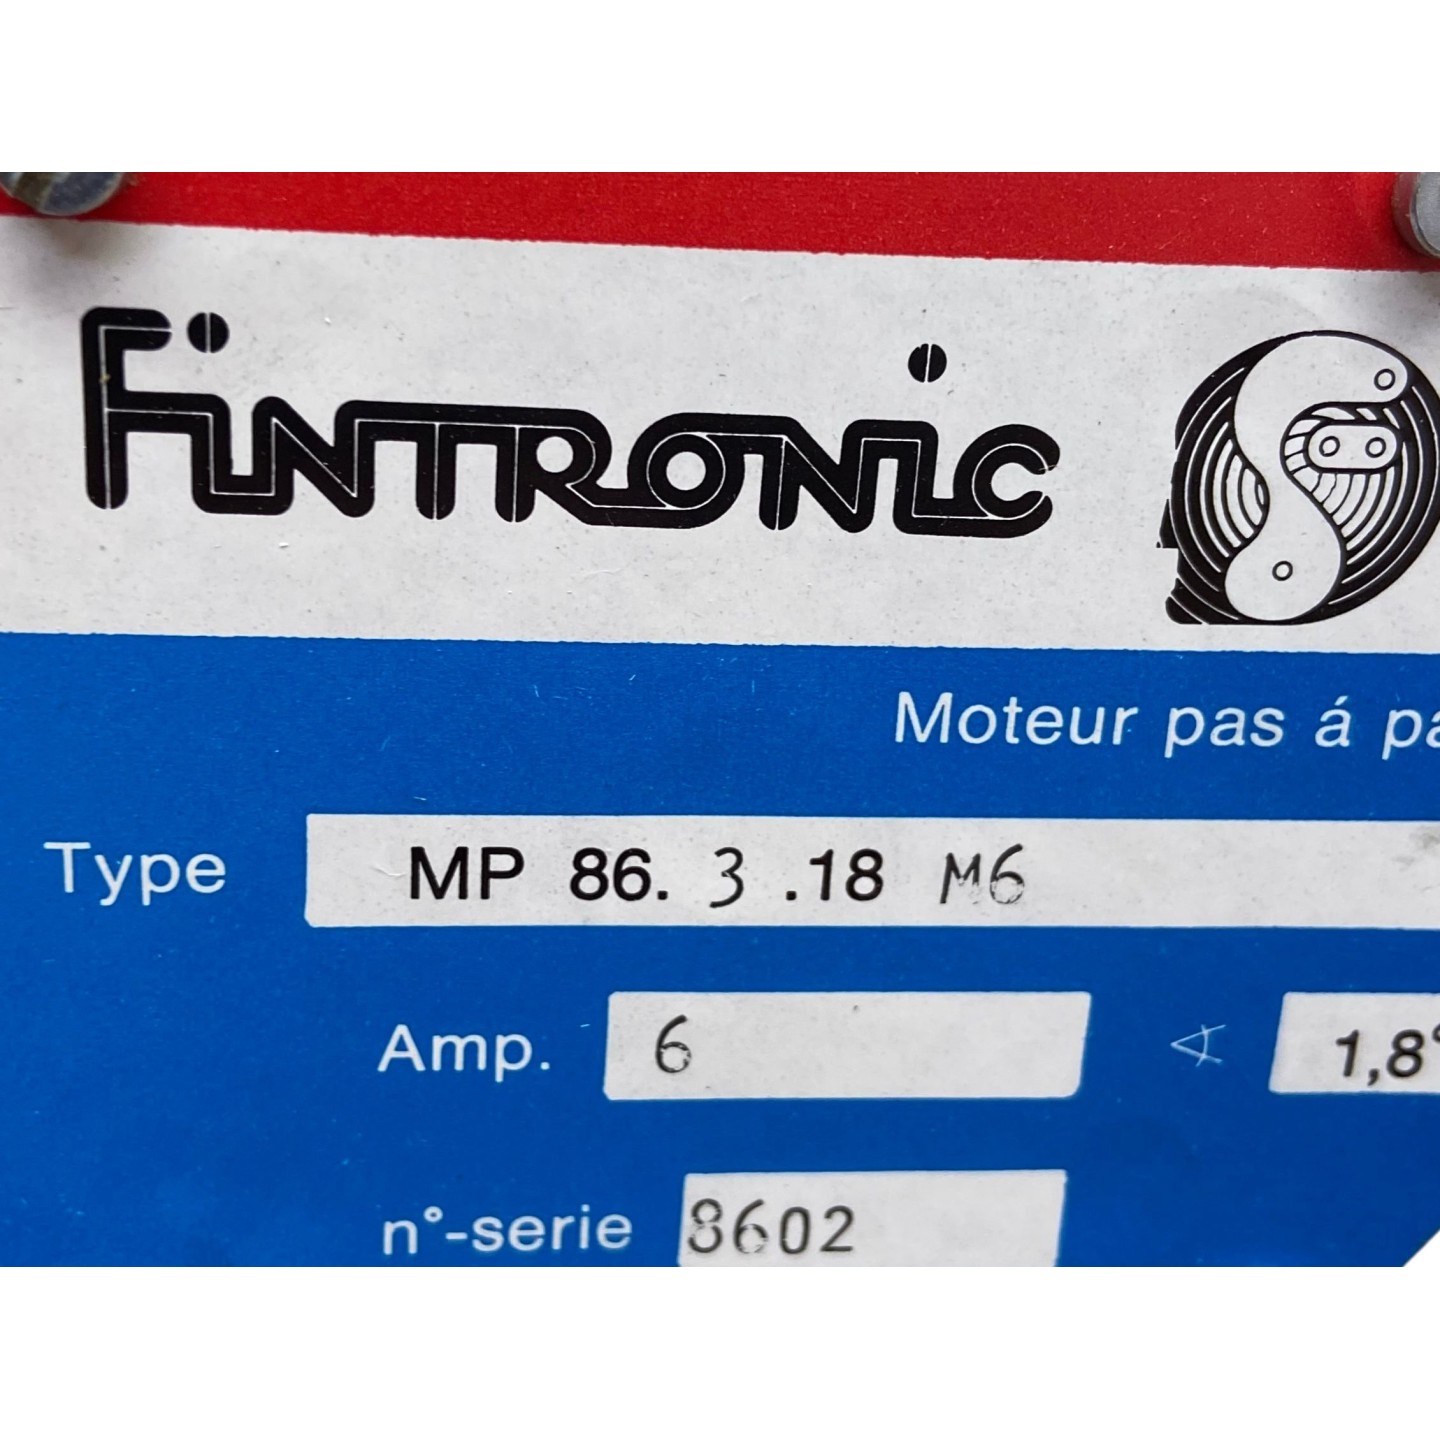 Fintronic
Moteur pas á pa
Type MP 86. 3 .18 M6
Amp. 6 ∢ 1,8°
n°-serie 8602